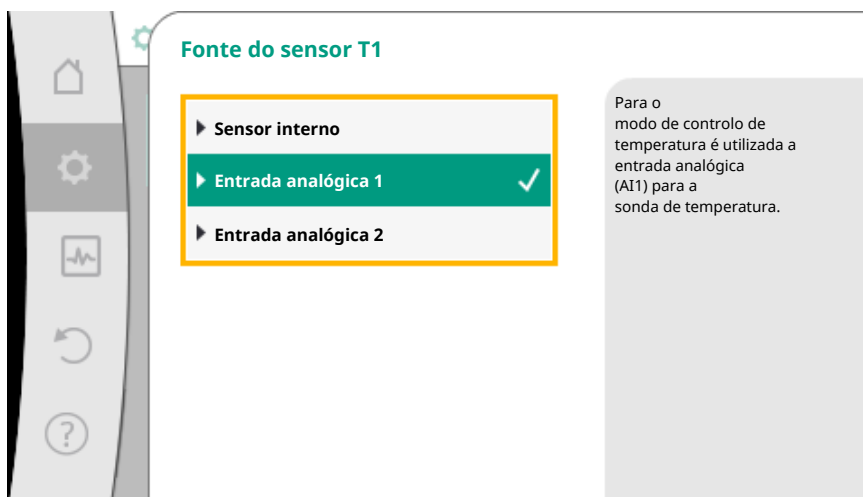 Fonte do sensor T1
Sensor interno
Entrada analógica 1
Entrada analógica 2
Para o
modo de controlo de
temperatura é utilizada a
entrada analógica
(AI1) para a
sonda de temperatura.
?